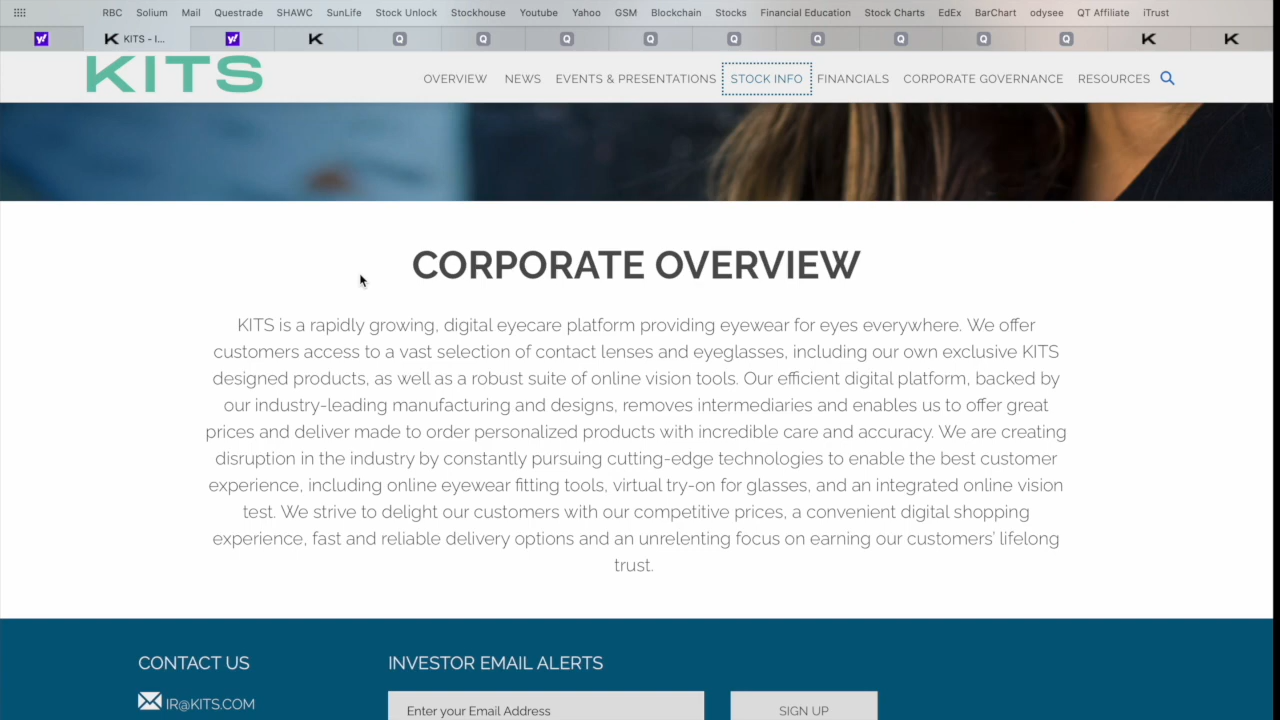 RBC Solium Mail Questrade SHAWC SunLife Stock Unlock Stockhouse Youtube Yahoo GSM Blockchain Stocks Financial Education Stock Charts EdEx BarChart odysee QT Affiliate iTrust
KITS - I...
KITS
OVERVIEW NEWS EVENTS & PRESENTATIONS STOCK INFO FINANCIALS CORPORATE GOVERNANCE RESOURCES
CORPORATE OVERVIEW
KITS is a rapidly growing, digital eyecare platform providing eyewear for eyes everywhere. We offer
customers access to a vast selection of contact lenses and eyeglasses, including our own exclusive KITS
designed products, as well as a robust suite of online vision tools. Our efficient digital platform, backed by
our industry-leading manufacturing and designs, removes intermediaries and enables us to offer great
prices and deliver made to order personalized products with incredible care and accuracy. We are creating
disruption in the industry by constantly pursuing cutting-edge technologies to enable the best customer
experience, including online eyewear fitting tools, virtual try-on for glasses, and an integrated online vision
test. We strive to delight our customers with our competitive prices, a convenient digital shopping
experience, fast and reliable delivery options and an unrelenting focus on earning our customers' lifelong
trust.
CONTACT US INVESTOR EMAIL ALERTS
IR@KITS.COM Enter your Email Address SIGN UP